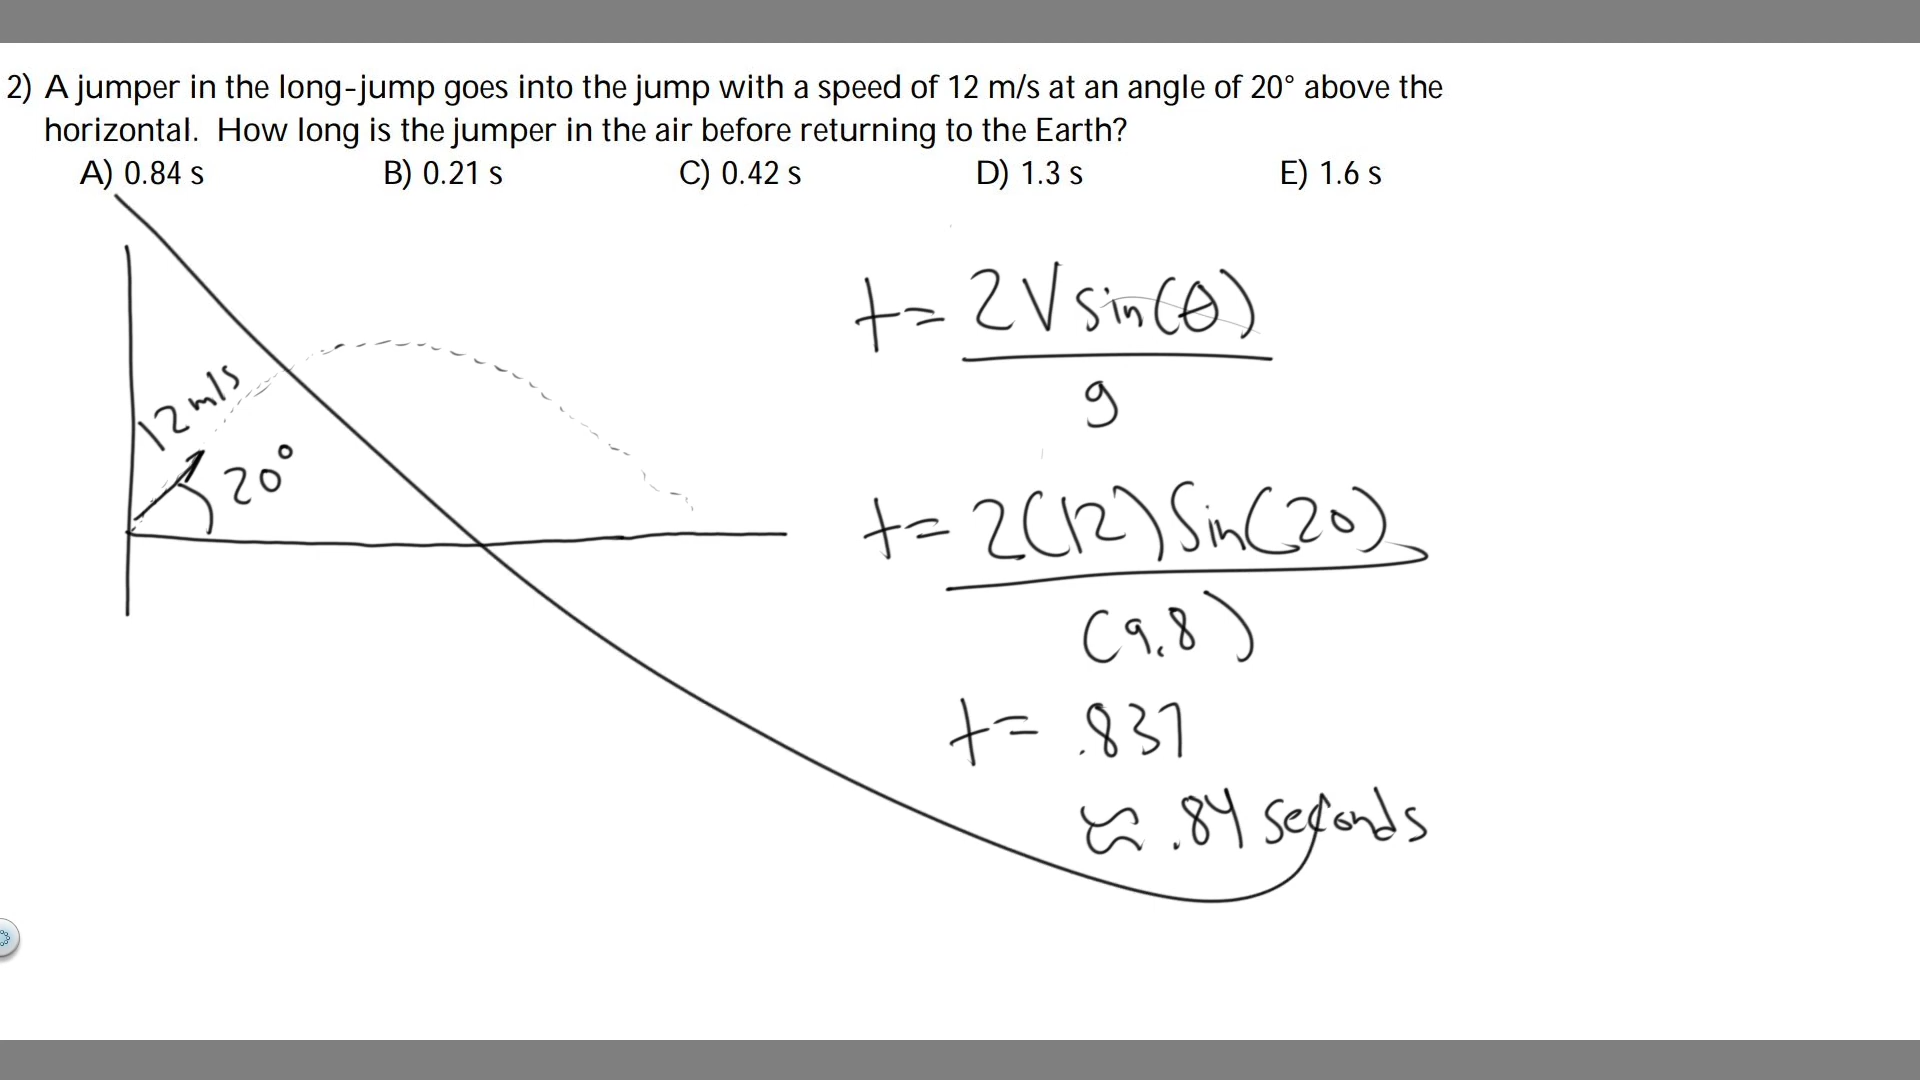 2) A jumper in the long-jump goes into the jump with a speed of 12 m/s at an angle of 20° above the
horizontal. How long is the jumper in the air before returning to the Earth?
A) 0.84 s B) 0.21 s C) 0.42 s D) 1.3 s E) 1.6 s
12 m/s
20°
t = 2Vsin(θ)
g
t = 2(12)Sin(20)
(9.8)
t = .837
≈ .84 seconds